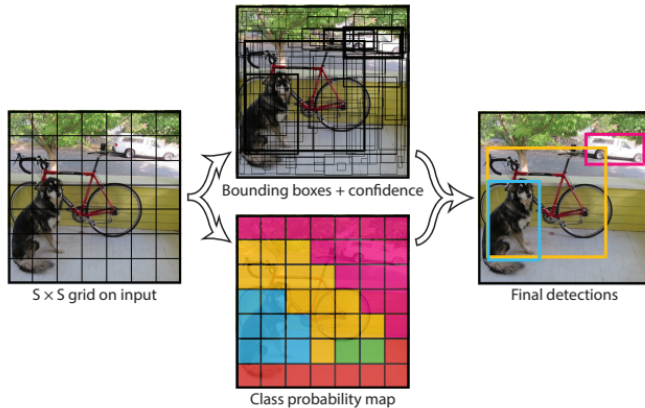 Bounding boxes + confidence
S × S grid on input
Final detections
Class probability map